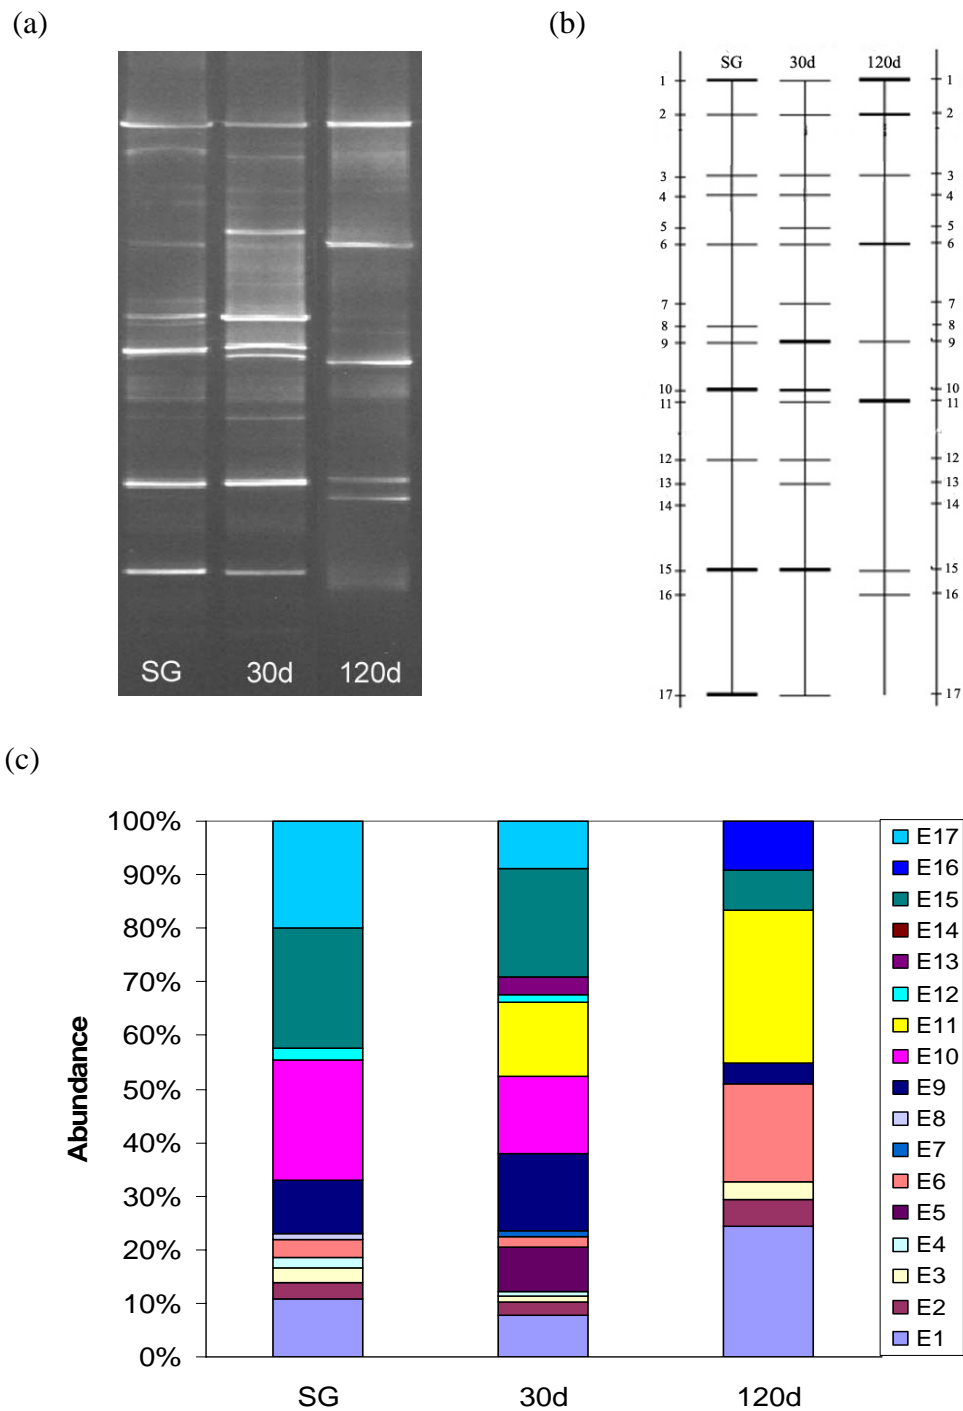 (a)
(b)
SG 30d 120d
SG 30d 120d
1 1
2 2
3 3
4 4
5 5
6 6
7 7
8 8
9 9
10 10
11 11
12 12
13 13
14 14
15 15
16 16
17 17
(c)
Abundance
100%
90%
80%
70%
60%
50%
40%
30%
20%
10%
0%
SG 30d 120d
E17
E16
E15
E14
E13
E12
E11
E10
E9
E8
E7
E6
E5
E4
E3
E2
E1